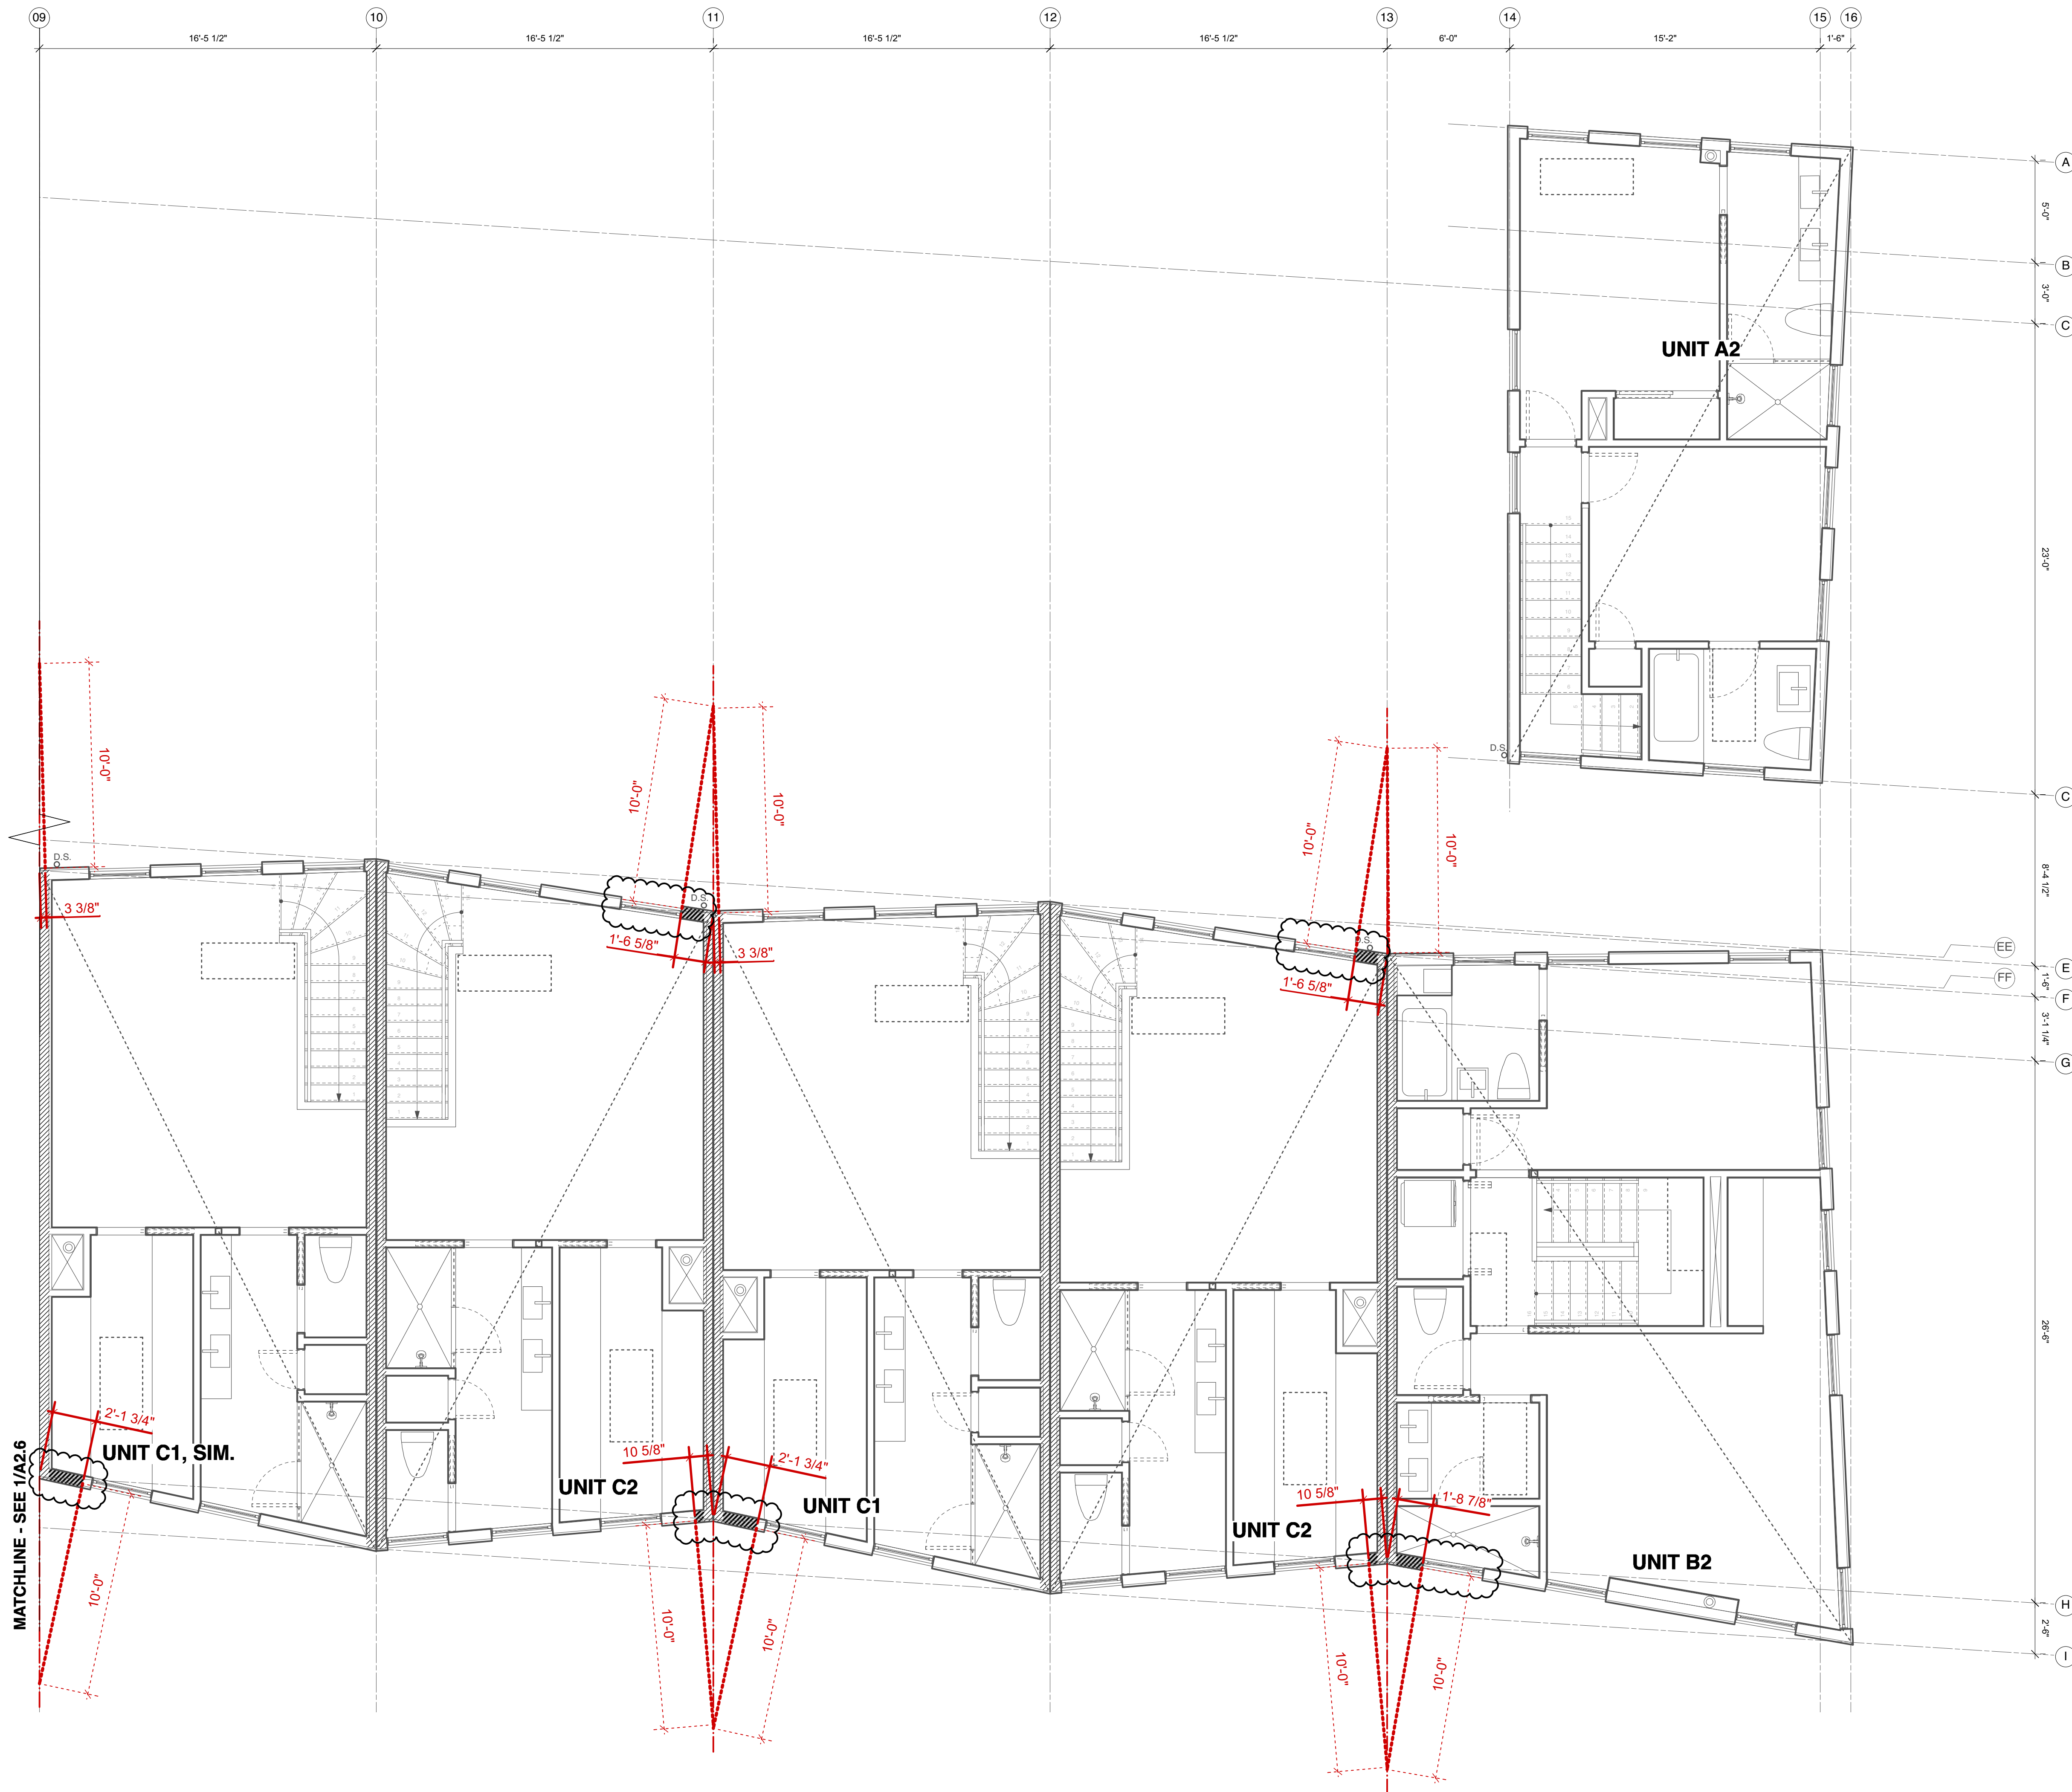 09
10
11
12
13
14
15
16
16'-5 1/2"
16'-5 1/2"
16'-5 1/2"
16'-5 1/2"
6'-0"
15'-2"
1'-6"
A
5'-0"
B
3'-0"
C
UNIT A2
23'-0"
D.S.
C
10'-0"
10'-0"
10'-0"
10'-0"
10'-0"
8'-4 1/2"
D.S.
D.S.
D.S.
3 3/8"
1'-6 5/8"
3 3/8"
1'-6 5/8"
EE
E
FF
1'-6"
F
3'-1 1/4"
G
26'-6"
2'-1 3/4"
UNIT C1, SIM.
10 5/8"
2'-1 3/4"
UNIT C2
UNIT C1
10 5/8"
1'-8 7/8"
UNIT C2
UNIT B2
MATCHLINE - SEE 1/A2.6
H
2'-6"
I
10'-0"
10'-0"
10'-0"
10'-0"
10'-0"